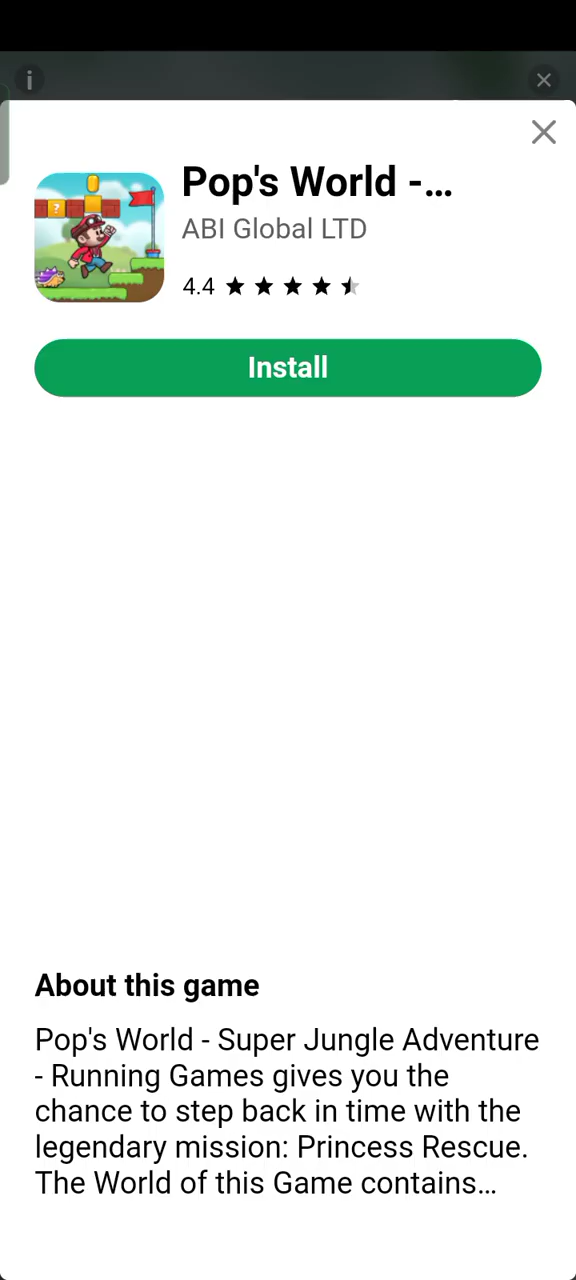 Pop's World -...
ABI Global LTD
4.4
Install
About this game
Pop's World - Super Jungle Adventure
- Running Games gives you the
chance to step back in time with the
legendary mission: Princess Rescue.
The World of this Game contains...